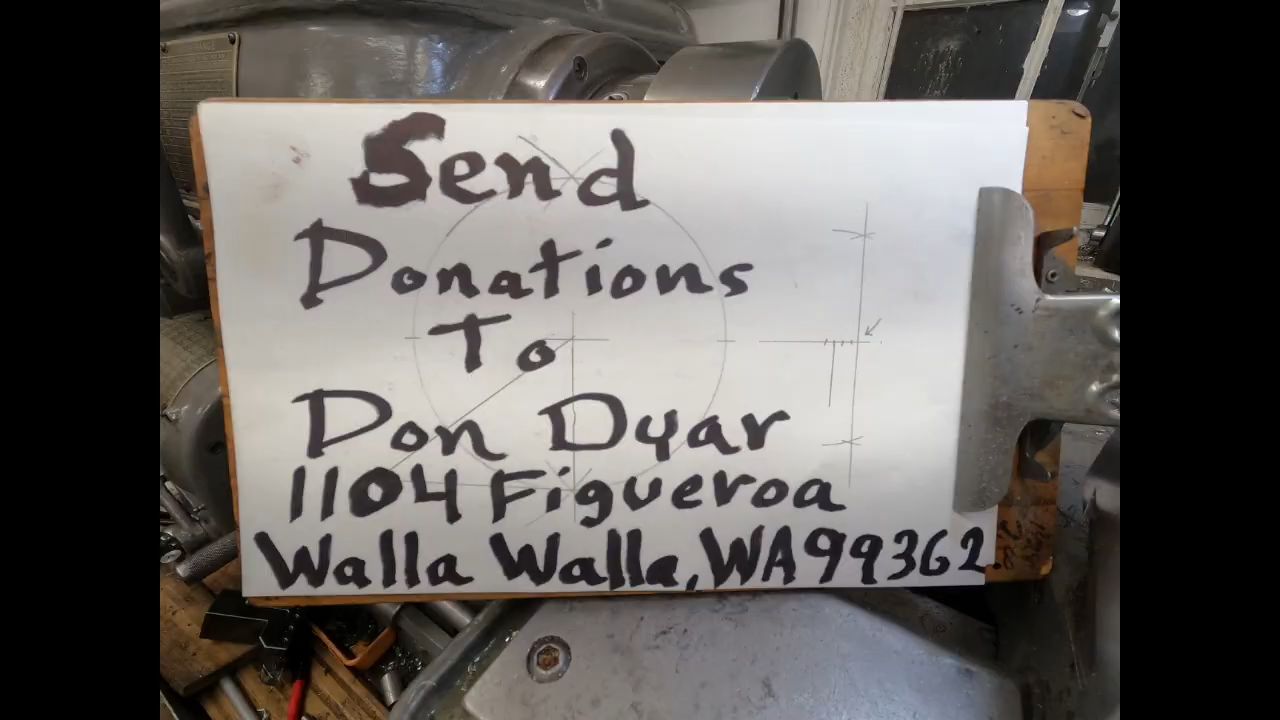 Send
Donations
To
Don Dyar
1104 Figueroa
Walla Walla, WA 99362.